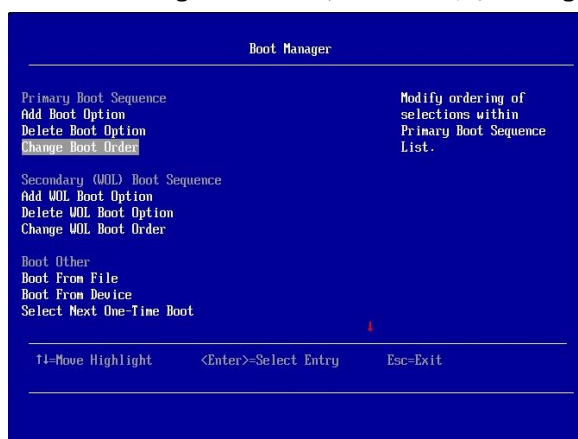 Boot Manager
Primary Boot Sequence
Add Boot Option
Delete Boot Option
Change Boot Order
Modify ordering of
selections within
Primary Boot Sequence
List.
Secondary (WOL) Boot Sequence
Add WOL Boot Option
Delete WOL Boot Option
Change WOL Boot Order
Boot Other
Boot From File
Boot From Device
Select Next One-Time Boot
↓
↑↓=Move Highlight <Enter>=Select Entry Esc=Exit